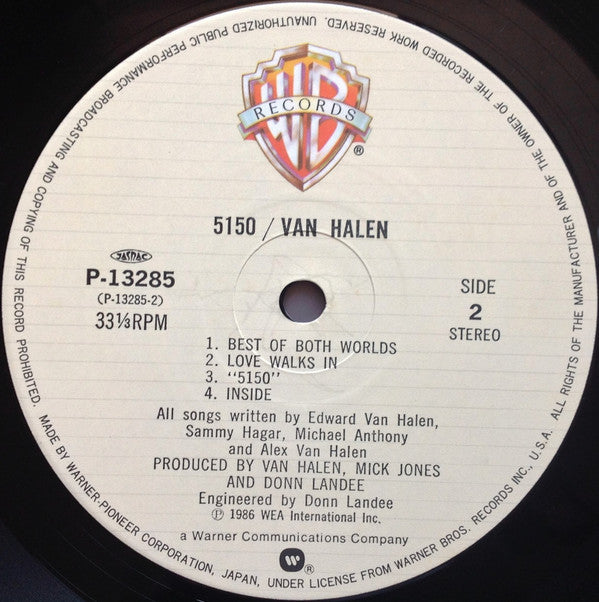 UNAUTHORIZED PUBLIC PERFORMANCE BROADCASTING AND COPYING OF THIS RECORD PROHIBITED. MADE BY WARNER-PIONEER CORPORATION, JAPAN, UNDER LICENSE FROM WARNER BROS. RECORDS INC., U.S.A. ALL RIGHTS OF THE MANUFACTURER AND OF THE OWNER OF THE RECORDED WORK RESERVED.
WB
RECORDS
®
5150 / VAN HALEN
JASRAC
P-13285
(P-13285-2)
33⅓RPM
SIDE
2
STEREO
1. BEST OF BOTH WORLDS
2. LOVE WALKS IN
3. "5150"
4. INSIDE
All songs written by Edward Van Halen,
Sammy Hagar, Michael Anthony
and Alex Van Halen
PRODUCED BY VAN HALEN, MICK JONES
AND DONN LANDEE
Engineered by Donn Landee
℗ 1986 WEA International Inc.
a Warner Communications Company
®